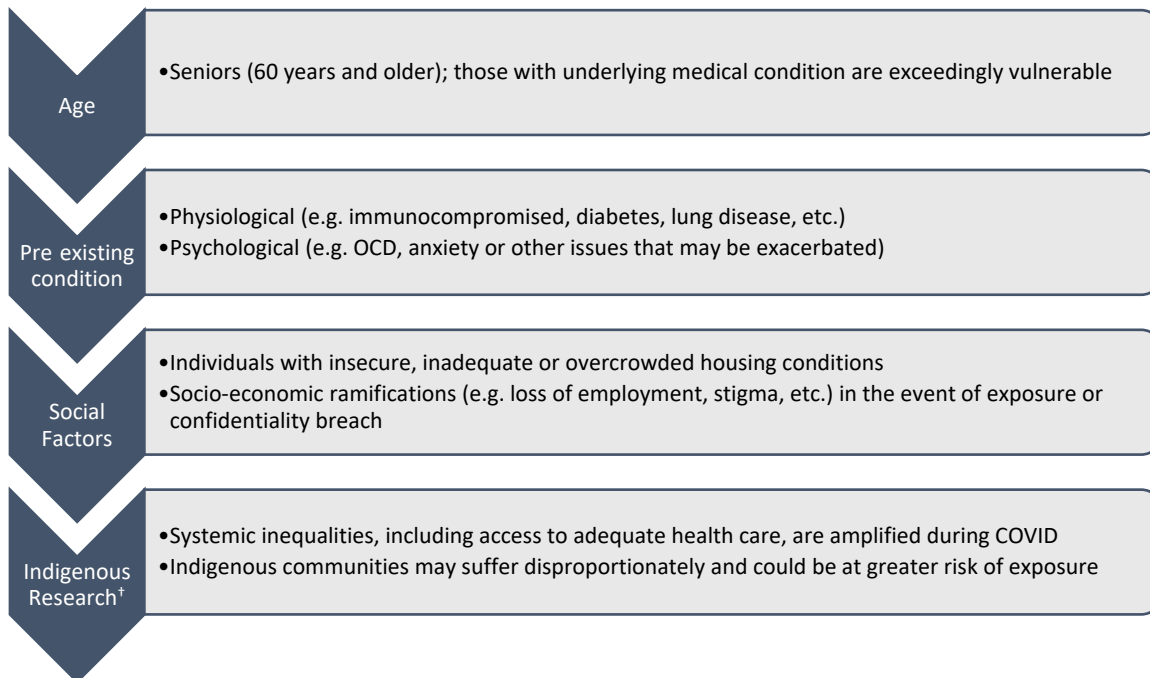 Age
•Seniors (60 years and older); those with underlying medical condition are exceedingly vulnerable
Pre existing
condition
•Physiological (e.g. immunocompromised, diabetes, lung disease, etc.)
•Psychological (e.g. OCD, anxiety or other issues that may be exacerbated)
Social
Factors
•Individuals with insecure, inadequate or overcrowded housing conditions
•Socio-economic ramifications (e.g. loss of employment, stigma, etc.) in the event of exposure or
confidentiality breach
Indigenous
Research†
•Systemic inequalities, including access to adequate health care, are amplified during COVID
•Indigenous communities may suffer disproportionately and could be at greater risk of exposure